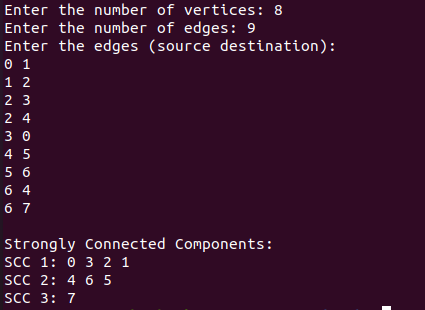 Enter the number of vertices: 8
Enter the number of edges: 9
Enter the edges (source destination):
0 1
1 2
2 3
2 4
3 0
4 5
5 6
6 4
6 7
Strongly Connected Components:
SCC 1: 0 3 2 1
SCC 2: 4 6 5
SCC 3: 7